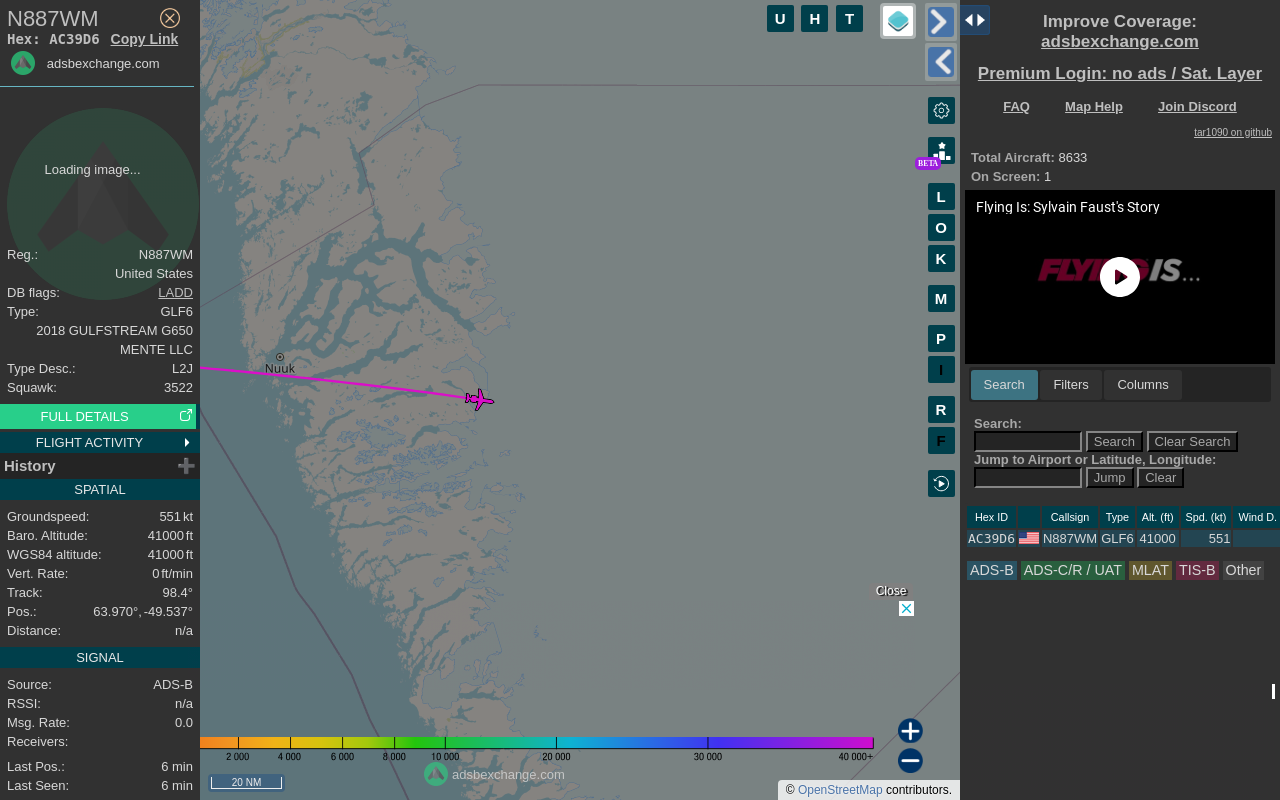 N887WM
Hex: AC39D6 Copy Link
adsbexchange.com
Loading image...
Reg.: N887WM
United States
DB flags: LADD
Type: GLF6
2018 GULFSTREAM G650
MENTE LLC
Type Desc.: L2J
Squawk: 3522
FULL DETAILS
FLIGHT ACTIVITY
History
SPATIAL
Groundspeed: 551 kt
Baro. Altitude: 41000 ft
WGS84 altitude: 41000 ft
Vert. Rate: 0 ft/min
Track: 98.4°
Pos.: 63.970°, -49.537°
Distance: n/a
SIGNAL
Source: ADS-B
RSSI: n/a
Msg. Rate: 0.0
Receivers:
Last Pos.: 6 min
Last Seen: 6 min
U H T
BETA
L
O
K
M
P
I
R
F
Nuuk
Close
2 000 4 000 6 000 8 000 10 000 20 000 30 000 40 000+
adsbexchange.com
20 NM
© OpenStreetMap contributors.
Improve Coverage:
adsbexchange.com
Premium Login: no ads / Sat. Layer
FAQ Map Help Join Discord
tar1090 on github
Total Aircraft: 8633
On Screen: 1
Flying Is: Sylvain Faust's Story
FLYING IS...
Search Filters Columns
Search:
Search Clear Search
Jump to Airport or Latitude, Longitude:
Jump Clear
Hex ID Callsign Type Alt. (ft) Spd. (kt) Wind D.
AC39D6 N887WM GLF6 41000 551
ADS-B ADS-C/R / UAT MLAT TIS-B Other